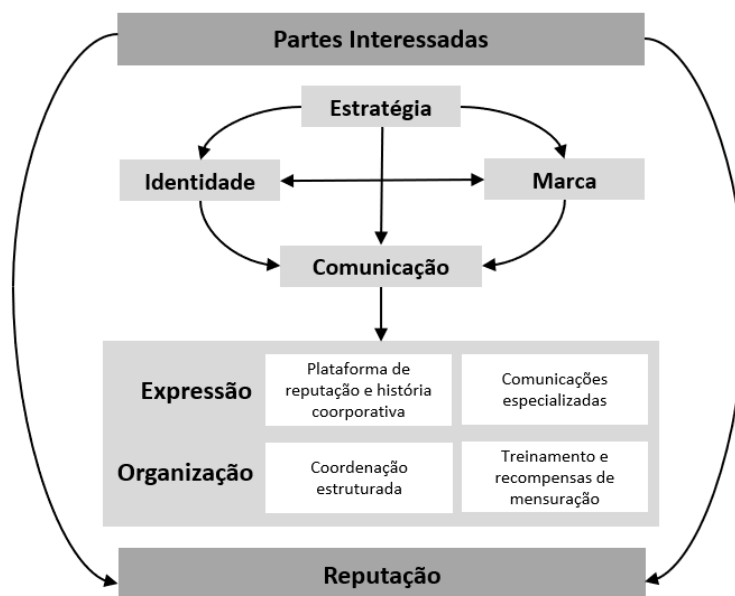 Partes Interessadas
Estratégia
Identidade
Marca
Comunicação
Expressão
Plataforma de
reputação e história
coorporativa
Comunicações
especializadas
Organização
Coordenação
estruturada
Treinamento e
recompensas de
mensuração
Reputação